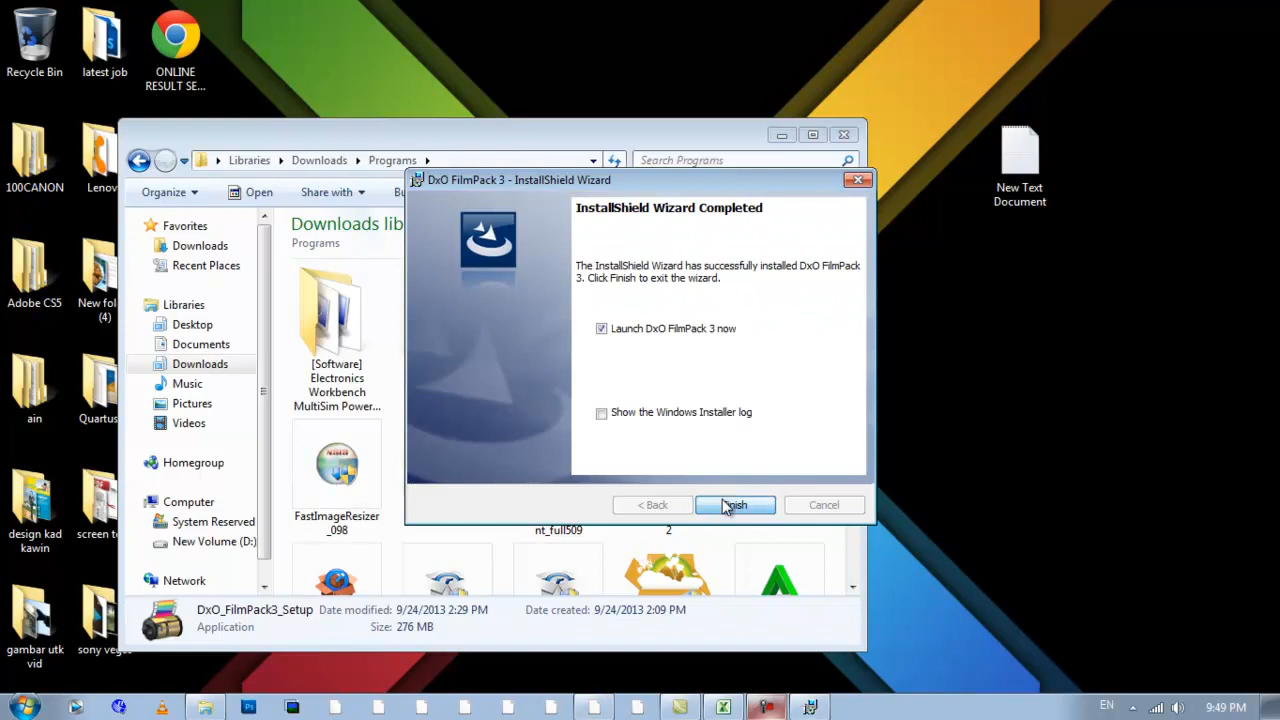 Recycle Bin
latest job
ONLINE
RESULT SE...
100CANON
Lenov
Adobe CS5
New fol
(4)
ain
Quartus
design kad
kawin
screen t
gambar utk
vid
sony vega
New Text
Document
Libraries
Downloads
Programs
Search Programs
Organize
Open
Share with
Bu
Favorites
Downloads
Recent Places
Libraries
Desktop
Documents
Downloads
Music
Pictures
Videos
Homegroup
Computer
System Reserved
New Volume (D:)
Network
Downloads lib
Programs
[Software]
Electronics
Workbench
MultiSim Power...
FastImageResizer
_098
nt_full509
2
DxO FilmPack 3 - InstallShield Wizard
InstallShield Wizard Completed
The InstallShield Wizard has successfully installed DxO FilmPack
3. Click Finish to exit the wizard.
Launch DxO FilmPack 3 now
Show the Windows Installer log
< Back
Finish
Cancel
DxO_FilmPack3_Setup
Date modified: 9/24/2013 2:29 PM
Date created: 9/24/2013 2:09 PM
Application
Size: 276 MB
EN
9:49 PM